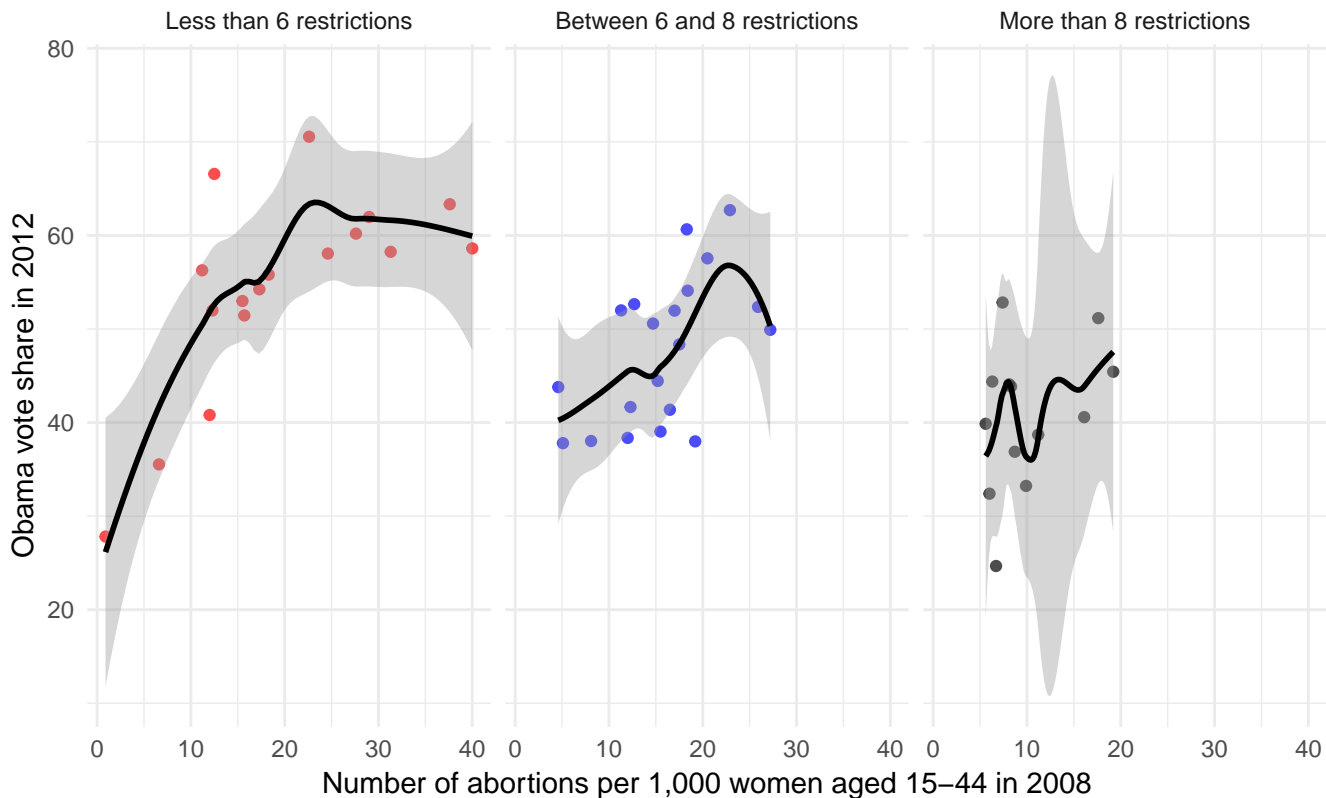 Less than 6 restrictions
Between 6 and 8 restrictions
More than 8 restrictions
80
60
40
20
Obama vote share in 2012
0 10 20 30 40 0 10 20 30 40 0 10 20 30 40
Number of abortions per 1,000 women aged 15−44 in 2008